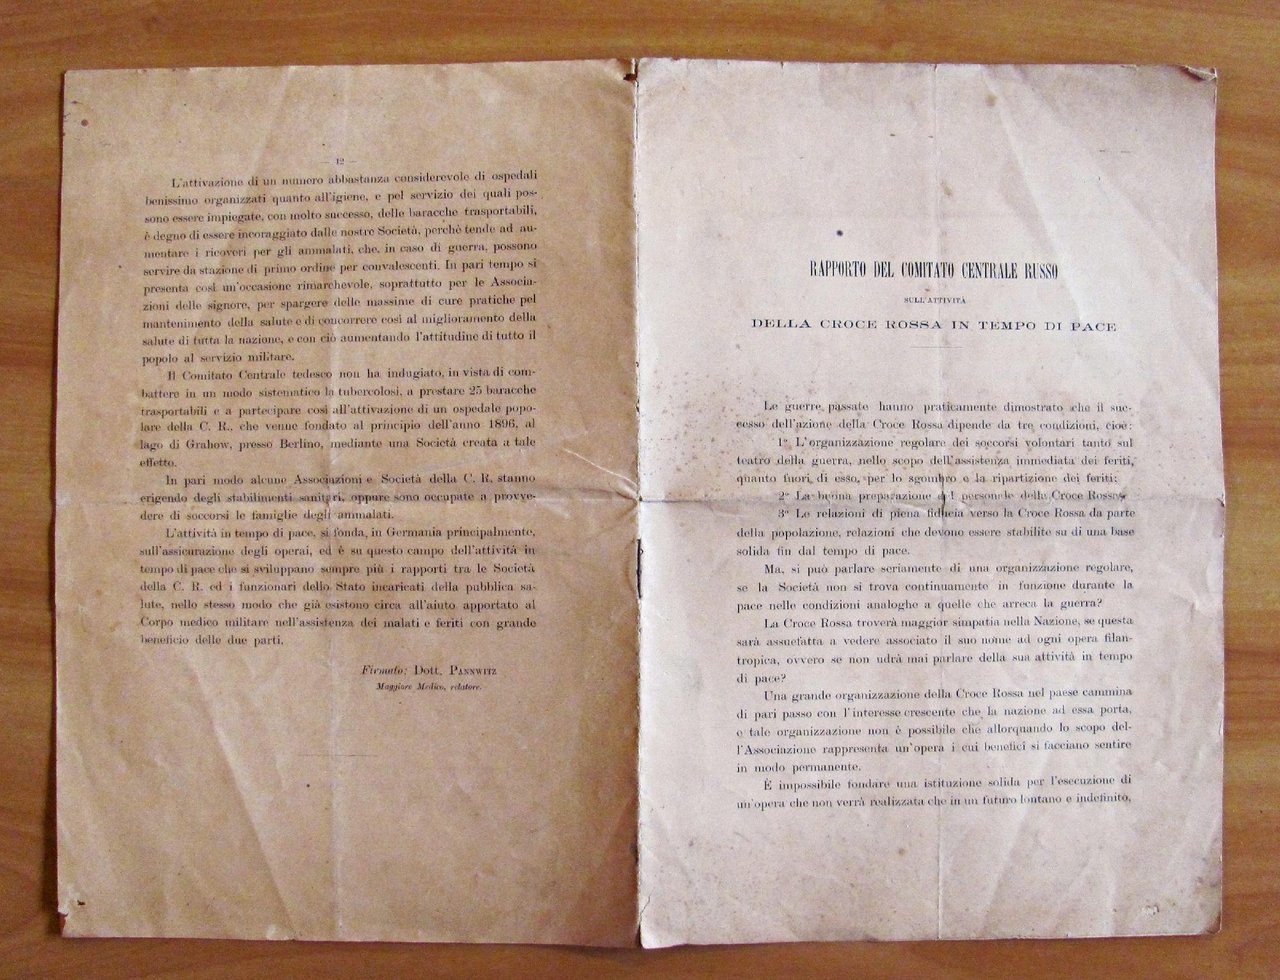 — 12 —
L'attivazione di un numero abbastanza considerevole di ospedali
benissimo organizzati quanto all'igiene, e pel servizio dei quali pos-
sono essere impiegate, con molto successo, delle baracche trasportabili,
è degno di essere incoraggiato dalle nostre Società, perchè tende ad au-
mentare i ricoveri per gli ammalati, che, in caso di guerra, possono
servire da stazione di primo ordine per convalescenti. In pari tempo si
presenta così un'occasione rimarchevole, soprattutto per le Associa-
zioni delle signore, per spargere delle massime di cure pratiche pel
mantenimento della salute e di concorrere così al miglioramento della
salute di tutta la nazione, e con ciò aumentando l'attitudine di tutto il
popolo al servizio militare.
Il Comitato Centrale tedesco non ha indugiato, in vista di com-
battere in un modo sistematico la tubercolosi, a prestare 25 baracche
trasportabili e a partecipare così all'attivazione di un ospedale popo-
lare della C. R., che venne fondato al principio dell'anno 1896, al
lago di Grahow, presso Berlino, mediante una Società creata a tale
effetto.
In pari modo alcune Associazioni e Società della C. R. stanno
erigendo degli stabilimenti sanitari, oppure sono occupate a provve-
dere di soccorsi le famiglie degli ammalati.
L'attività in tempo di pace, si fonda, in Germania principalmente,
sull'assicurazione degli operai, ed è su questo campo dell'attività in
tempo di pace che si sviluppano sempre più i rapporti tra le Società
della C. R. ed i funzionari dello Stato incaricati della pubblica sa-
lute, nello stesso modo che già esistono circa all'aiuto apportato al
Corpo medico militare nell'assistenza dei malati e feriti con grande
beneficio delle due parti.
Firmato: Dott. PANNWITZ
Maggiore Medico, relatore.
RAPPORTO DEL COMITATO CENTRALE RUSSO
SULL'ATTIVITÀ
DELLA CROCE ROSSA IN TEMPO DI PACE
Le guerre passate hanno praticamente dimostrato che il suc-
cesso dell'azione della Croce Rossa dipende da tre condizioni, cioè:
1° L'organizzazione regolare dei soccorsi volontari tanto sul
teatro della guerra, nello scopo dell'assistenza immediata dei feriti,
quanto fuori di esso, per lo sgombro e la ripartizione dei feriti;
2° La buona preparazione del personale della Croce Rossa;
3° Le relazioni di piena fiducia verso la Croce Rossa da parte
della popolazione, relazioni che devono essere stabilite su di una base
solida fin dal tempo di pace.
Ma, si può parlare seriamente di una organizzazione regolare,
se la Società non si trova continuamente in funzione durante la
pace nelle condizioni analoghe a quelle che arreca la guerra?
La Croce Rossa troverà maggior simpatia nella Nazione, se questa
sarà assuefatta a vedere associato il suo nome ad ogni opera filan-
tropica, ovvero se non udrà mai parlare della sua attività in tempo
di pace?
Una grande organizzazione della Croce Rossa nel paese cammina
di pari passo con l'interesse crescente che la nazione ad essa porta,
e tale organizzazione non è possibile che allorquando lo scopo del-
l'Associazione rappresenta un'opera i cui benefici si facciano sentire
in modo permanente.
È impossibile fondare una istituzione solida per l'esecuzione di
un'opera che non verrà realizzata che in un futuro lontano e indefinito.